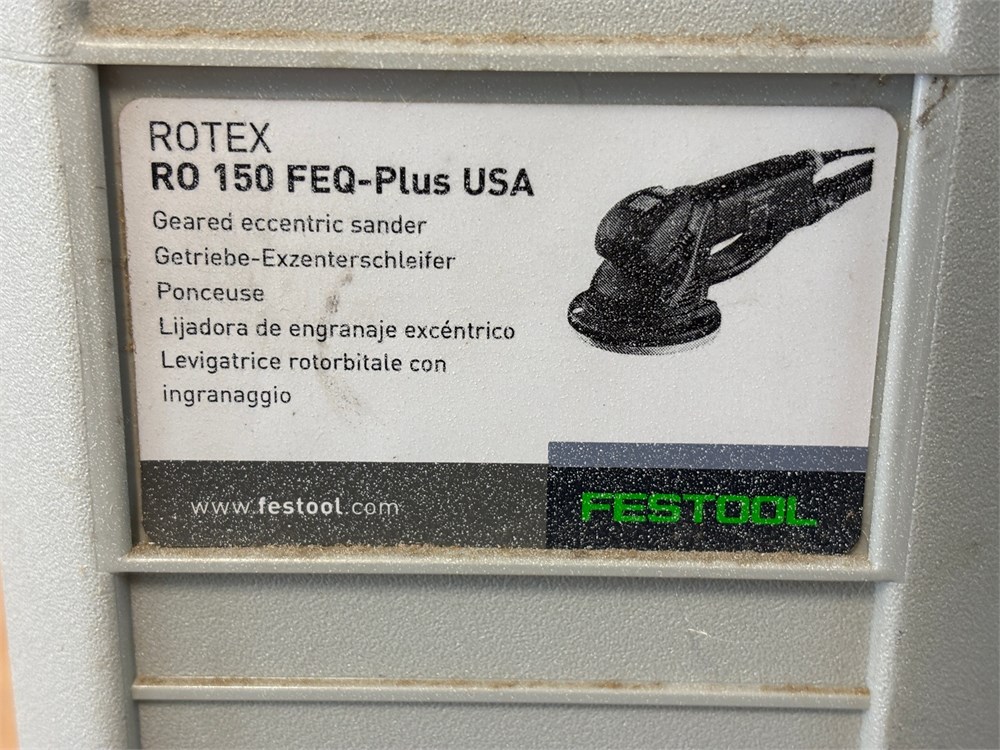 ROTEX
RO 150 FEQ-Plus USA
Geared eccentric sander
Getriebe-Exzenterschleifer
Ponceuse
Lijadora de engranaje excéntrico
Levigatrice rotorbitale con
ingranaggio
www.festool.com
FESTOOL